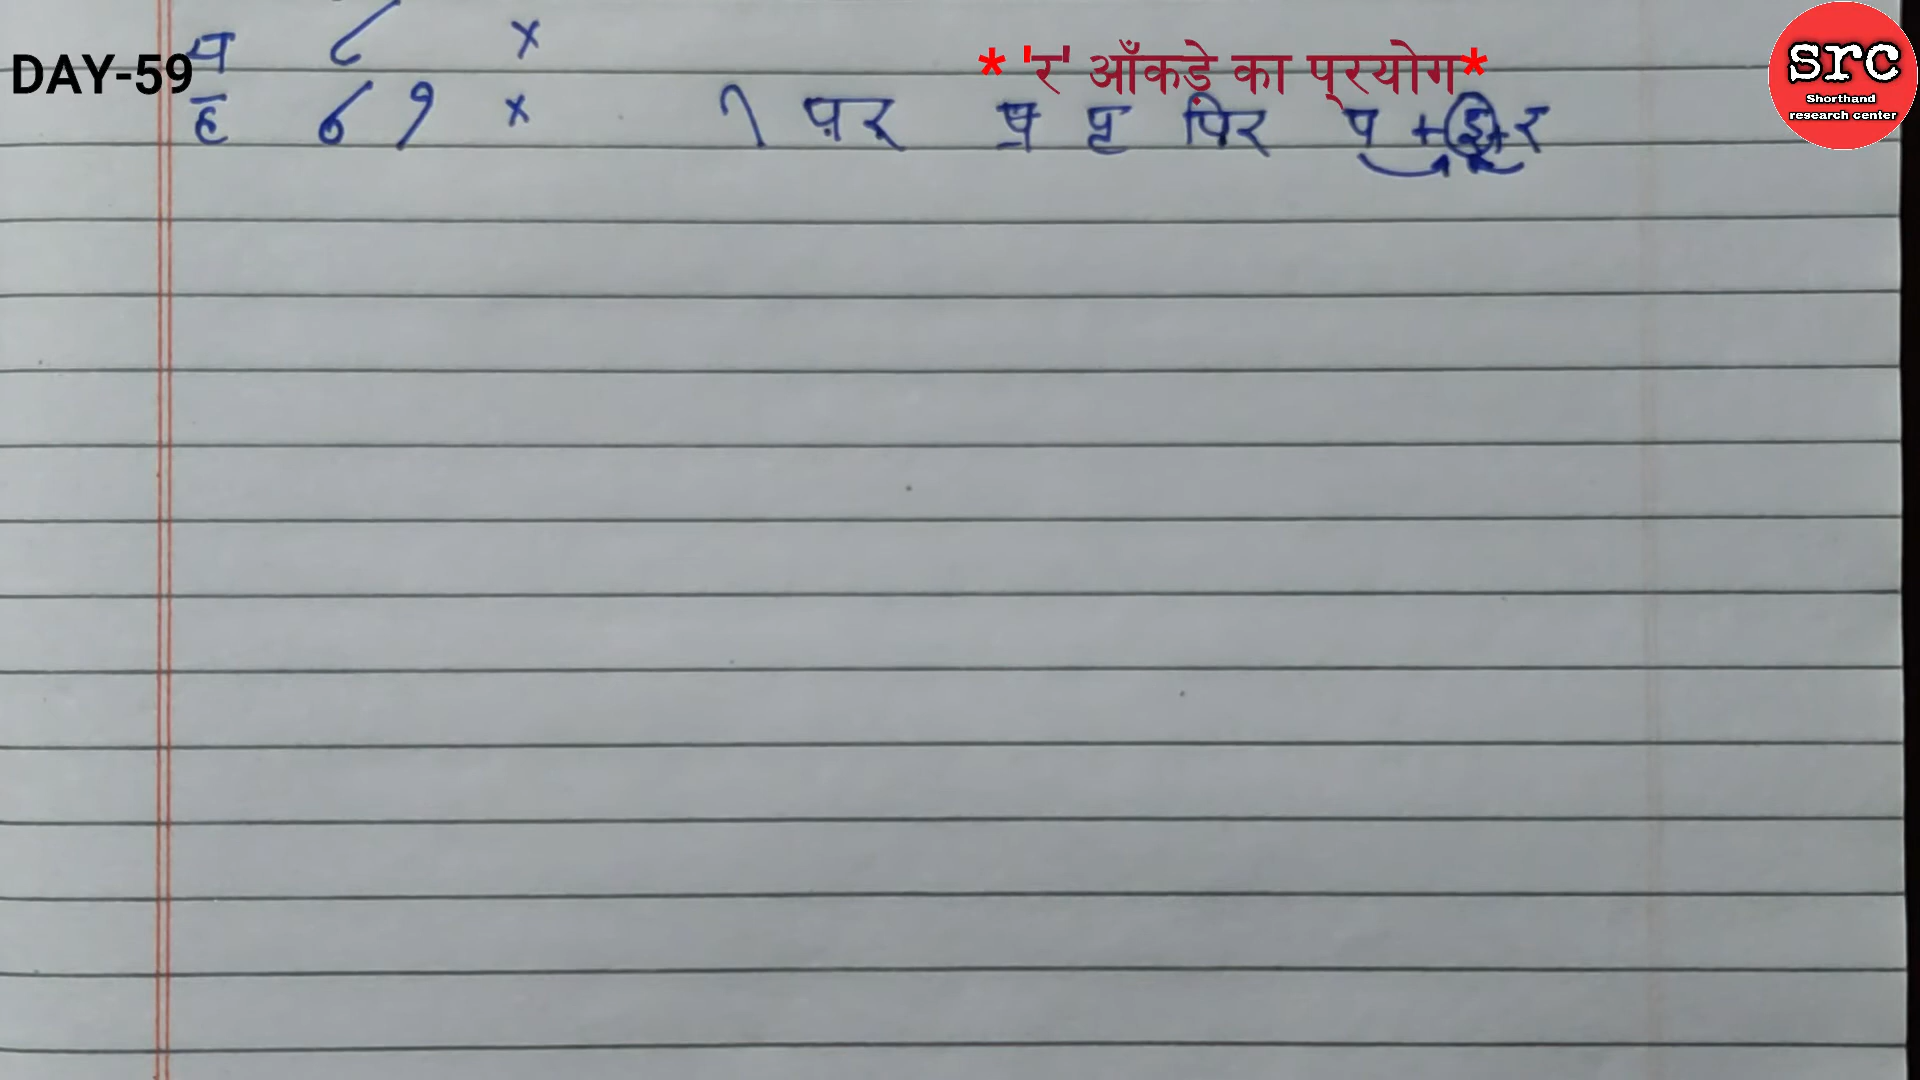 DAY-59
* 'र' आँकड़े का प्रयोग*
src
Shorthand
research center
य ×
ह ×
पर् प्र पृ पिर प + इ + र